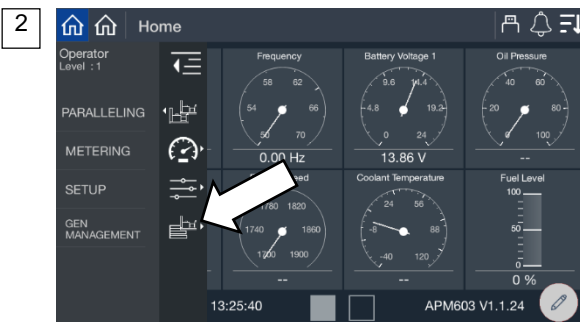 2
Home
Operator
Level : 1
PARALLELING
METERING
SETUP
GEN
MANAGEMENT
Frequency
58 62
54 66
50 70
0.00 Hz
Battery Voltage 1
9.6 14.4
4.8 19.2
0 24
13.86 V
Oil Pressure
40 60
20 80
0 100
--
eed
1780 1820
1740 1860
1700 1900
--
Coolant Temperature
24 56
-8 88
-40 120
--
Fuel Level
100
50
0
0 %
13:25:40
APM603 V1.1.24